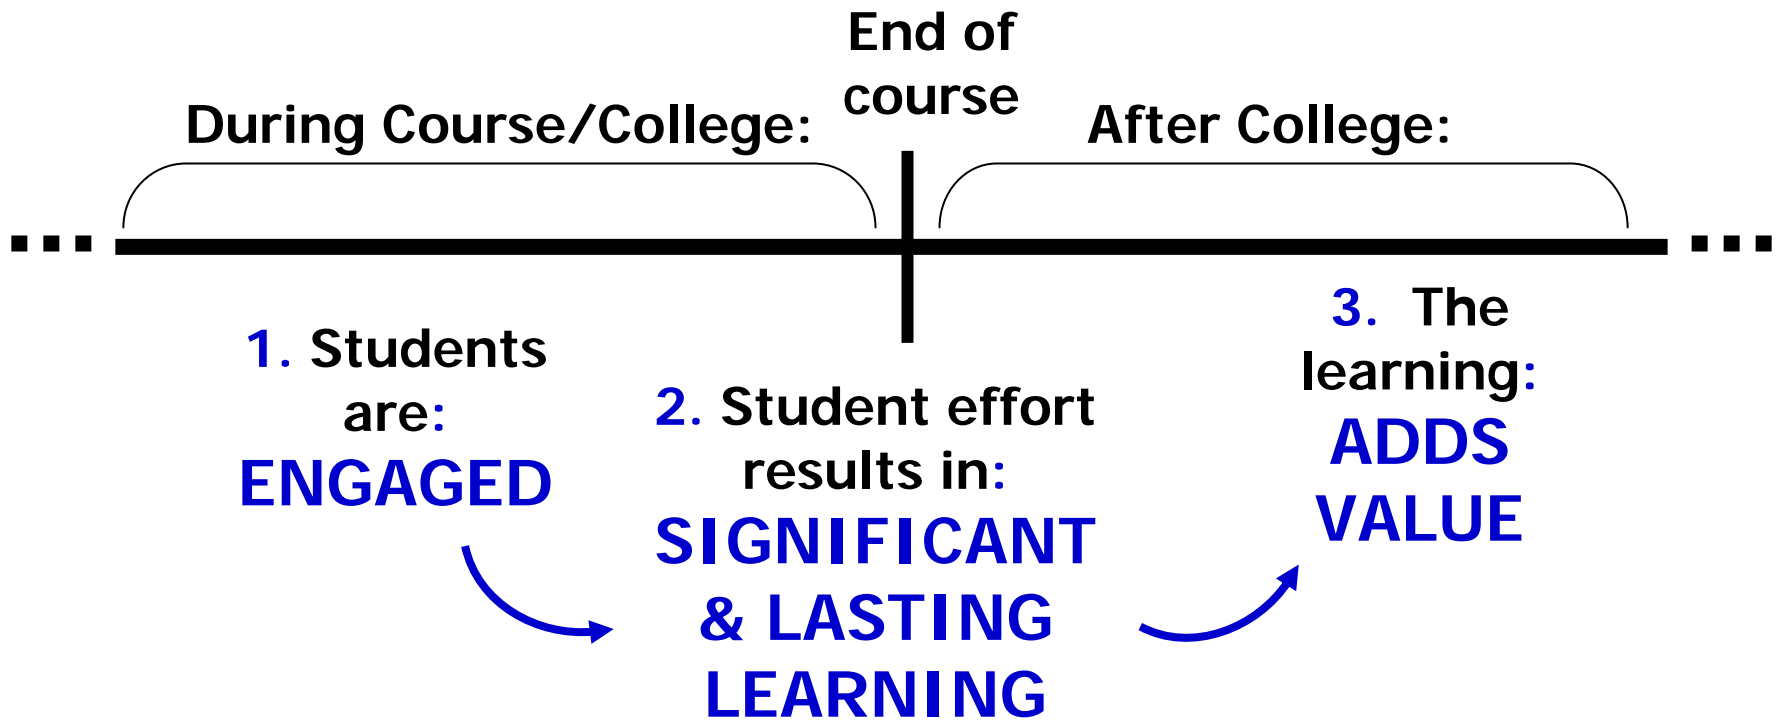 End of
course
During Course/College:
After College:
1. Students
are:
ENGAGED
2. Student effort
results in:
SIGNIFICANT
& LASTING
LEARNING
3. The
learning:
ADDS
VALUE